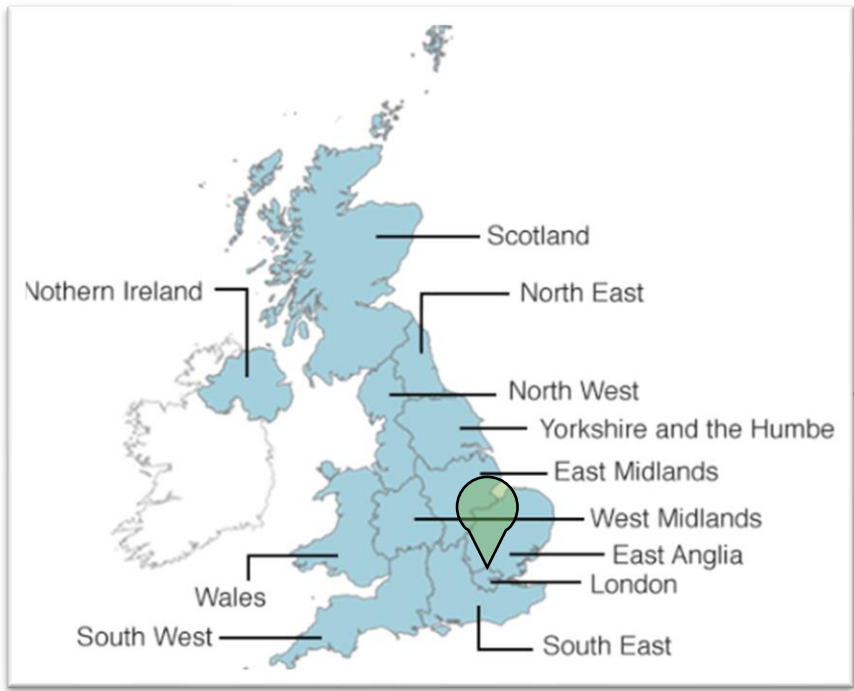 Scotland
Nothern Ireland
North East
North West
Yorkshire and the Humbe
East Midlands
West Midlands
East Anglia
London
Wales
South West
South East